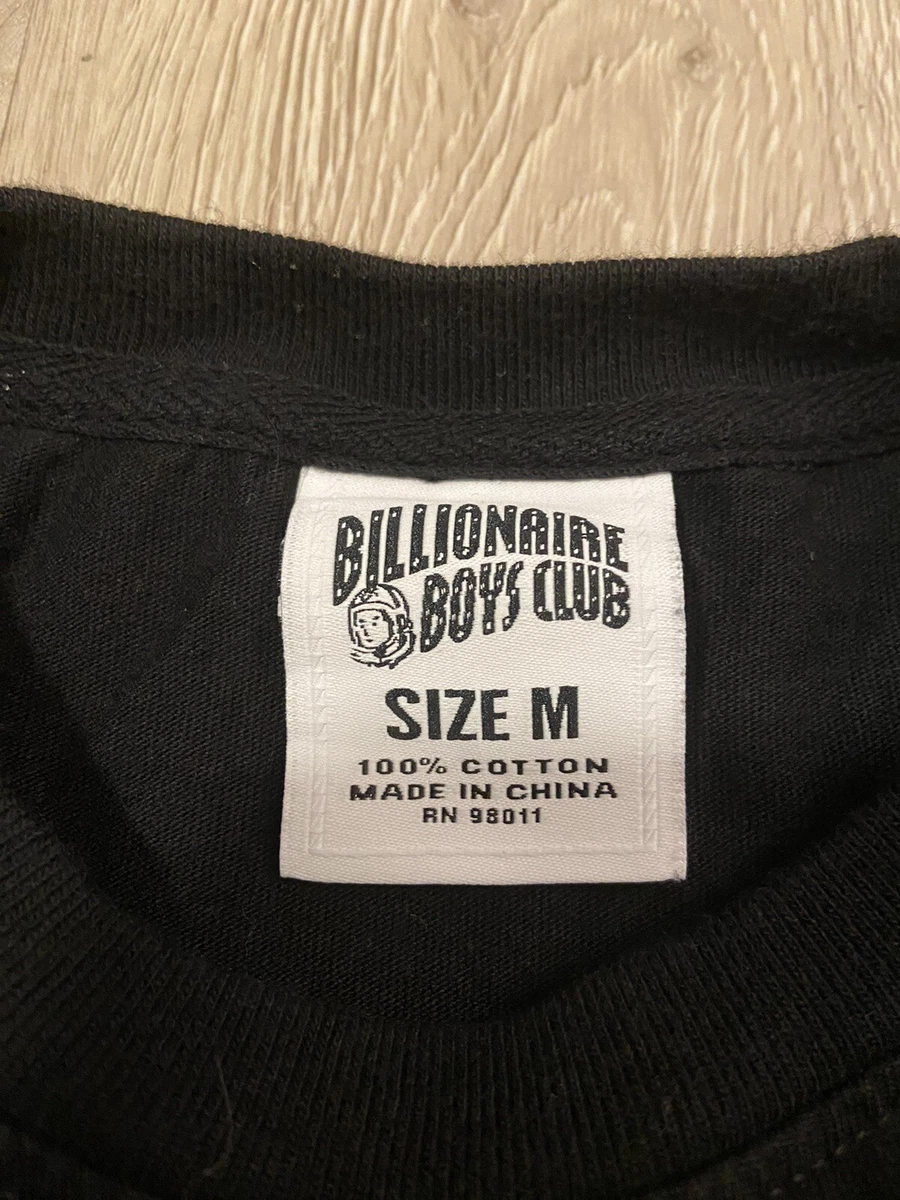 BILLIONAIRE
BOYS CLUB
SIZE M
100% COTTON
MADE IN CHINA
RN 98011